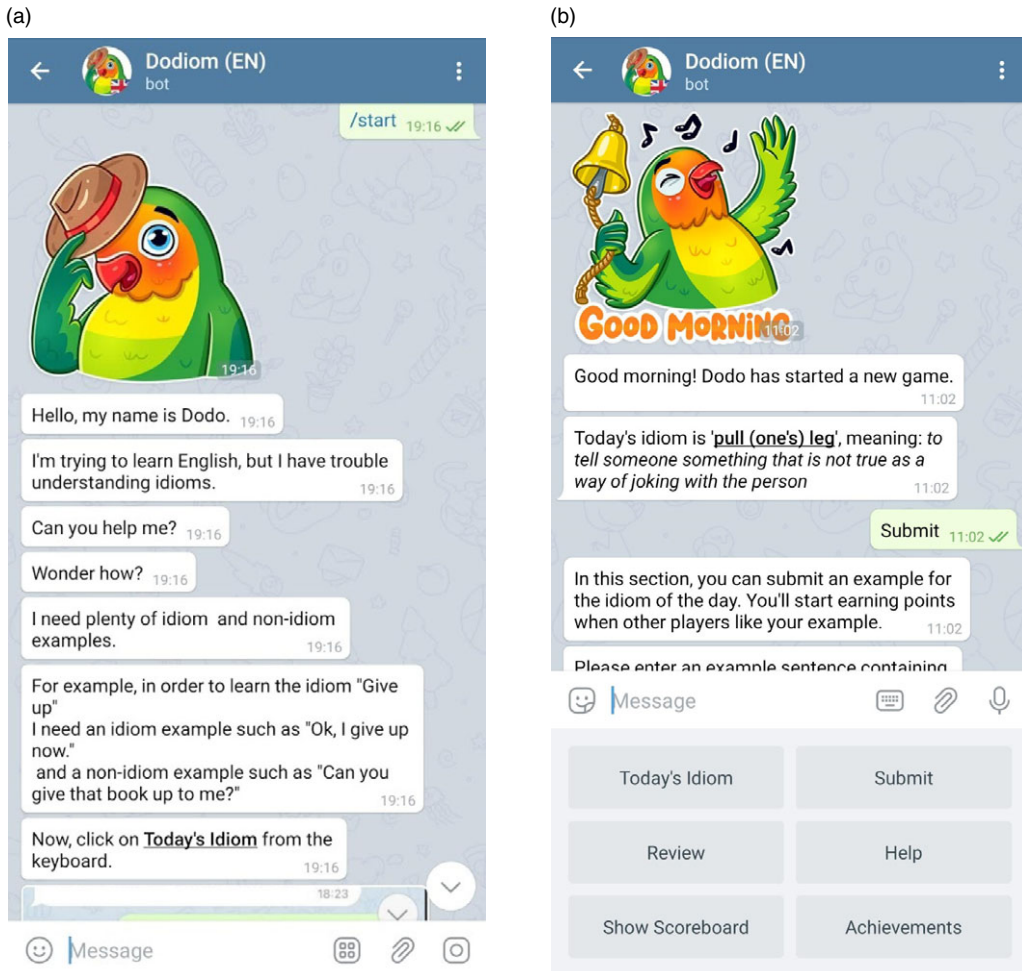 (a)
Dodiom (EN)
bot
/start 19:16
19:16
Hello, my name is Dodo. 19:16
I'm trying to learn English, but I have trouble
understanding idioms. 19:16
Can you help me? 19:16
Wonder how? 19:16
I need plenty of idiom and non-idiom
examples. 19:16
For example, in order to learn the idiom "Give
up"
I need an idiom example such as "Ok, I give up
now."
and a non-idiom example such as "Can you
give that book up to me?" 19:16
Now, click on Today's Idiom from the
keyboard. 19:16
18:23
Message
(b)
Dodiom (EN)
bot
GOOD MORNING 11:02
Good morning! Dodo has started a new game.
11:02
Today's idiom is 'pull (one's) leg', meaning: to
tell someone something that is not true as a
way of joking with the person 11:02
Submit 11:02
In this section, you can submit an example for
the idiom of the day. You'll start earning points
when other players like your example. 11:02
Please enter an example sentence containing
Message
Today's Idiom
Submit
Review
Help
Show Scoreboard
Achievements